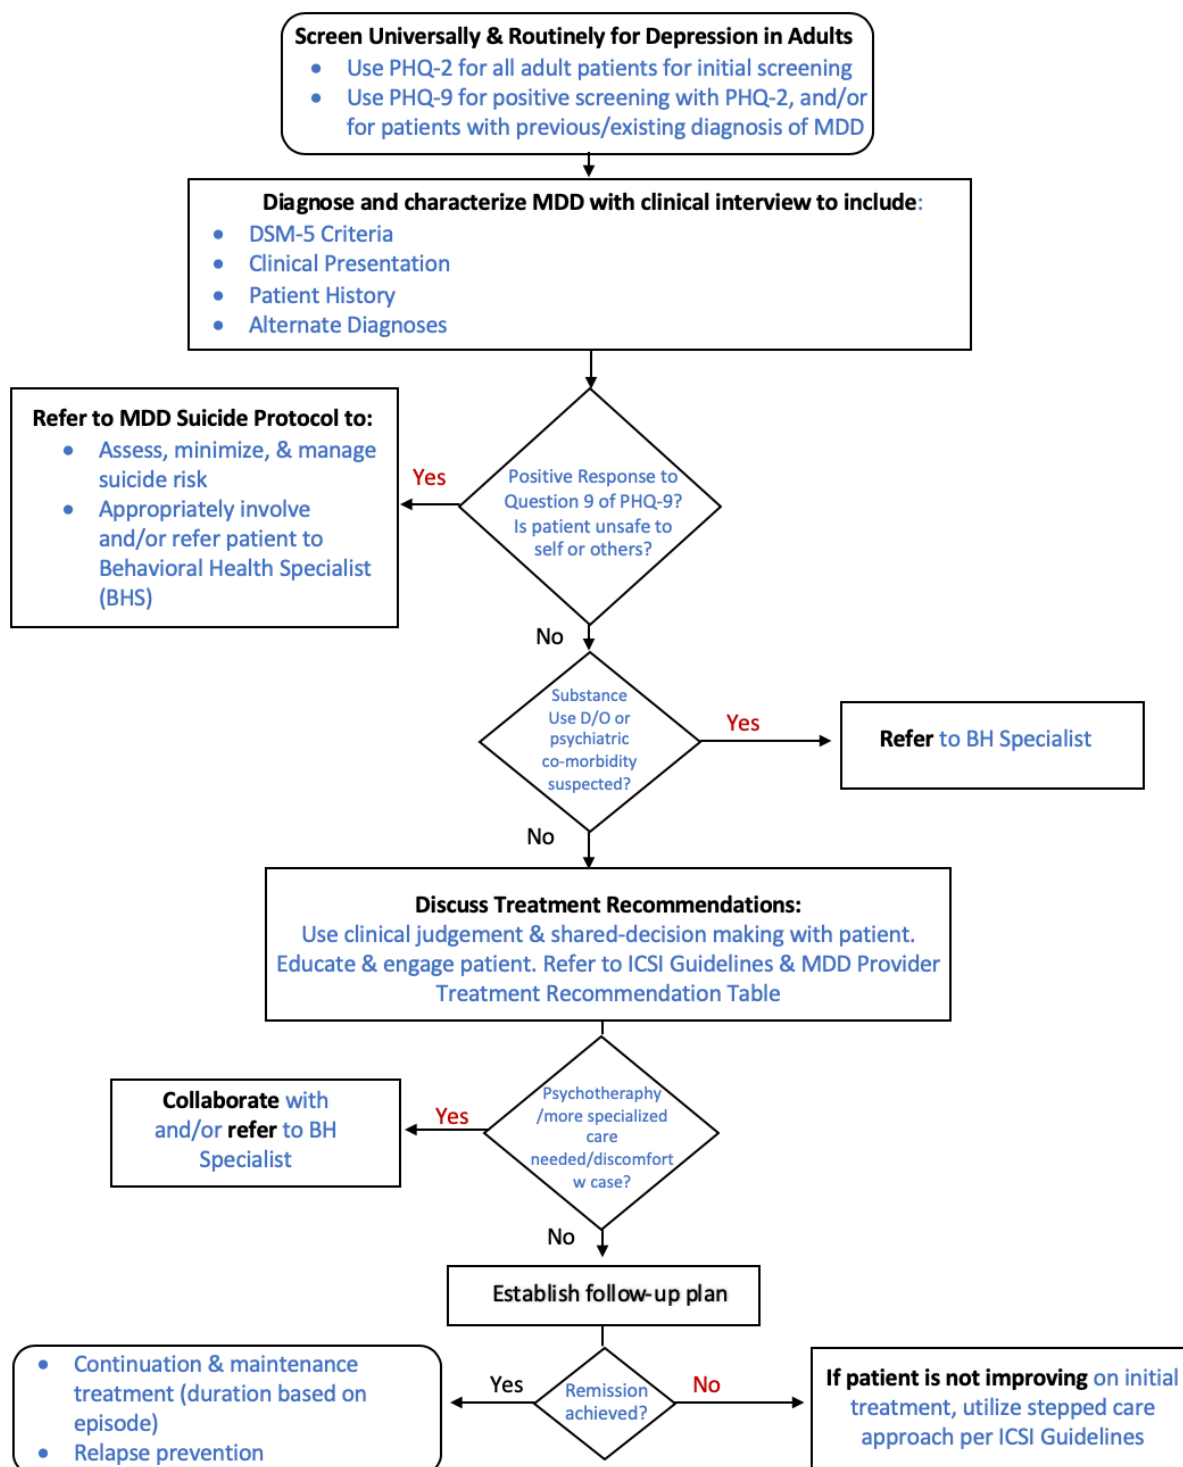 Screen Universally & Routinely for Depression in Adults
• Use PHQ-2 for all adult patients for initial screening
• Use PHQ-9 for positive screening with PHQ-2, and/or
for patients with previous/existing diagnosis of MDD
Diagnose and characterize MDD with clinical interview to include:
• DSM-5 Criteria
• Clinical Presentation
• Patient History
• Alternate Diagnoses
Refer to MDD Suicide Protocol to:
• Assess, minimize, & manage
suicide risk
• Appropriately involve
and/or refer patient to
Behavioral Health Specialist
(BHS)
Yes
Positive Response to
Question 9 of PHQ-9?
Is patient unsafe to
self or others?
No
Substance
Use D/O or
psychiatric
co-morbidity
suspected?
Yes
Refer to BH Specialist
No
Discuss Treatment Recommendations:
Use clinical judgement & shared-decision making with patient.
Educate & engage patient. Refer to ICSI Guidelines & MDD Provider
Treatment Recommendation Table
Collaborate with
and/or refer to BH
Specialist
Yes
Psychotheraphy
/more specialized
care
needed/discomfort
w case?
No
Establish follow-up plan
• Continuation & maintenance
treatment (duration based on
episode)
• Relapse prevention
Yes
Remission
achieved?
No
If patient is not improving on initial
treatment, utilize stepped care
approach per ICSI Guidelines